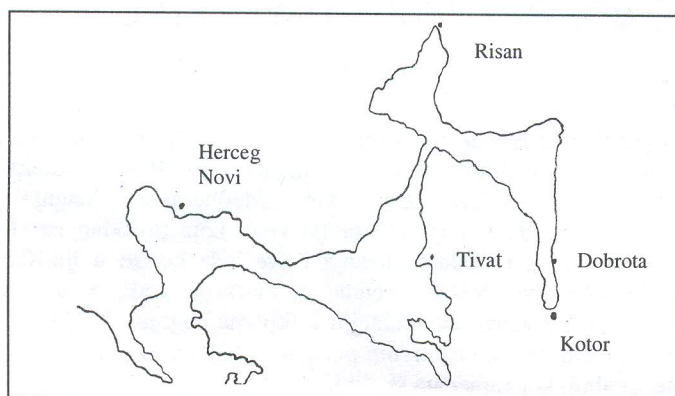 Risan
Herceg
Novi
Tivat
Dobrota
Kotor